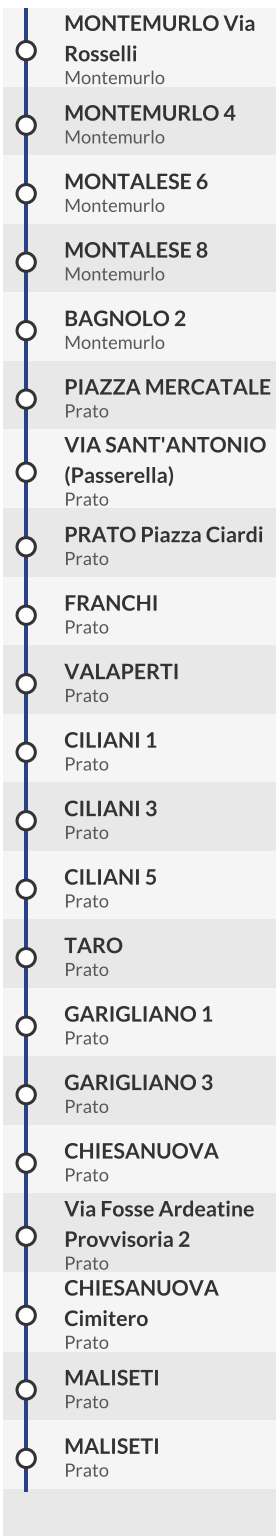 MONTEMURLO Via
Rosselli
Montemurlo
MONTEMURLO 4
Montemurlo
MONTALESE 6
Montemurlo
MONTALESE 8
Montemurlo
BAGNOLO 2
Montemurlo
PIAZZA MERCATALE
Prato
VIA SANT'ANTONIO
(Passerella)
Prato
PRATO Piazza Ciardi
Prato
FRANCHI
Prato
VALAPERTI
Prato
CILIANI 1
Prato
CILIANI 3
Prato
CILIANI 5
Prato
TARO
Prato
GARIGLIANO 1
Prato
GARIGLIANO 3
Prato
CHIESANUOVA
Prato
Via Fosse Ardeatine
Provvisoria 2
Prato
CHIESANUOVA
Cimitero
Prato
MALISETI
Prato
MALISETI
Prato